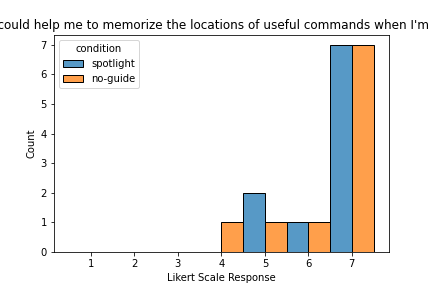 could help me to memorize the locations of useful commands when I'm
condition
spotlight
no-guide
7
6
5
4
3
2
1
0
Count
1 2 3 4 5 6 7
Likert Scale Response